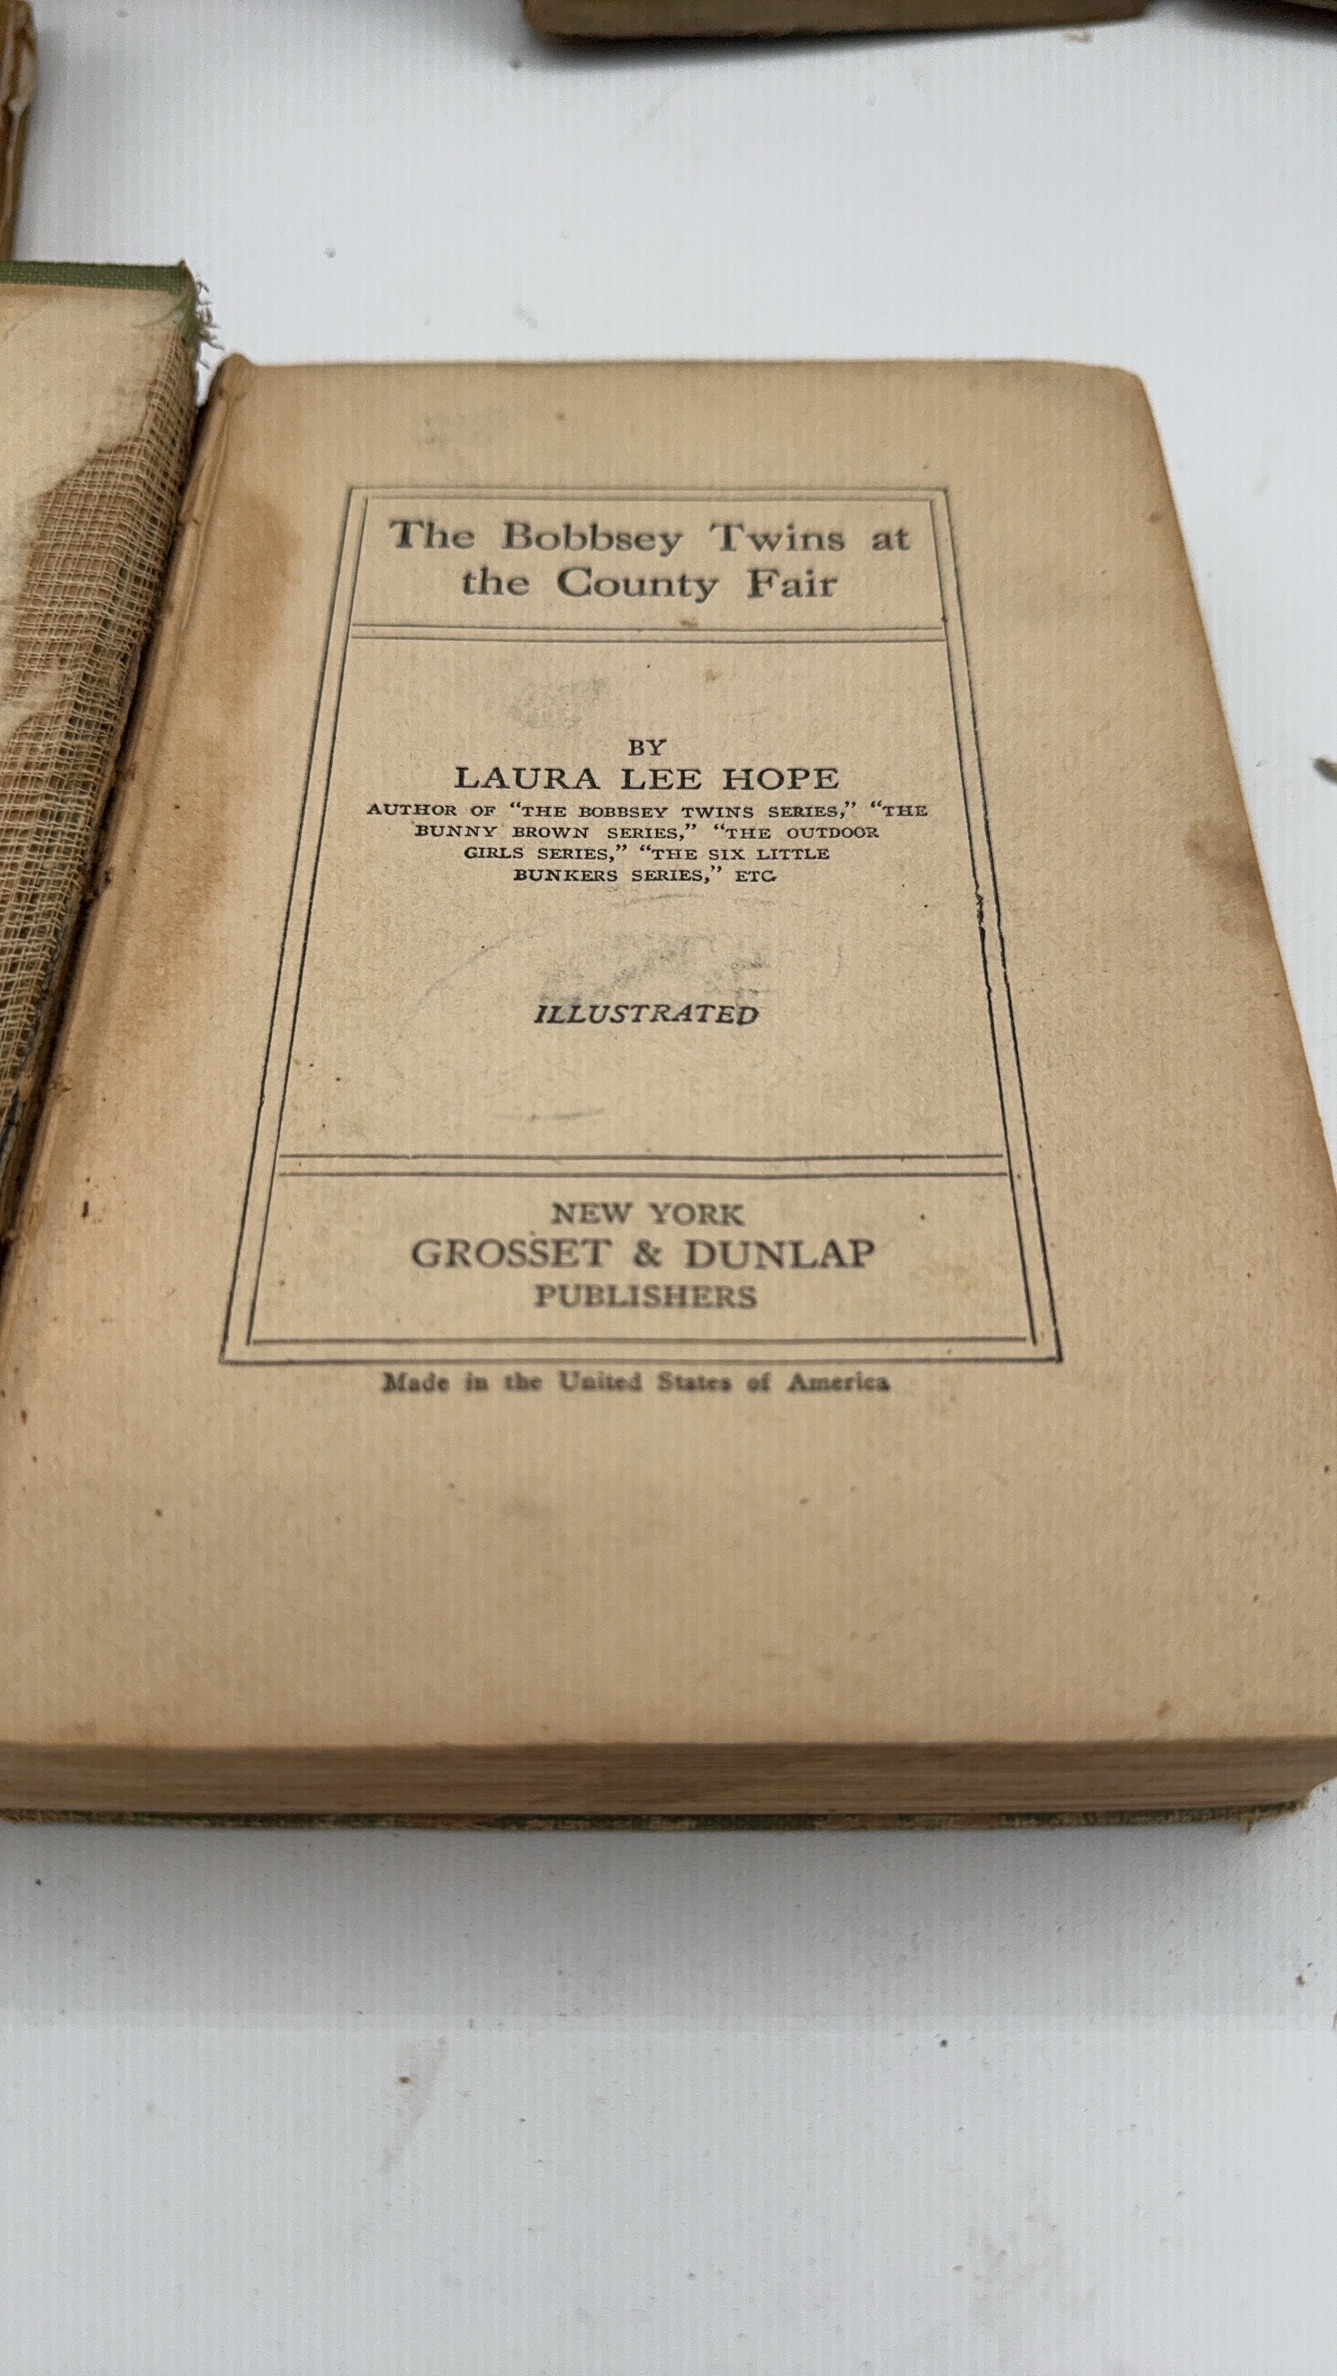 The Bobbsey Twins at
the County Fair
BY
LAURA LEE HOPE
AUTHOR OF “THE BOBBSEY TWINS SERIES,” “THE
BUNNY BROWN SERIES,” “THE OUTDOOR
GIRLS SERIES,” “THE SIX LITTLE
BUNKERS SERIES,” ETC
ILLUSTRATED
NEW YORK
GROSSET & DUNLAP
PUBLISHERS
Made in the United States of America